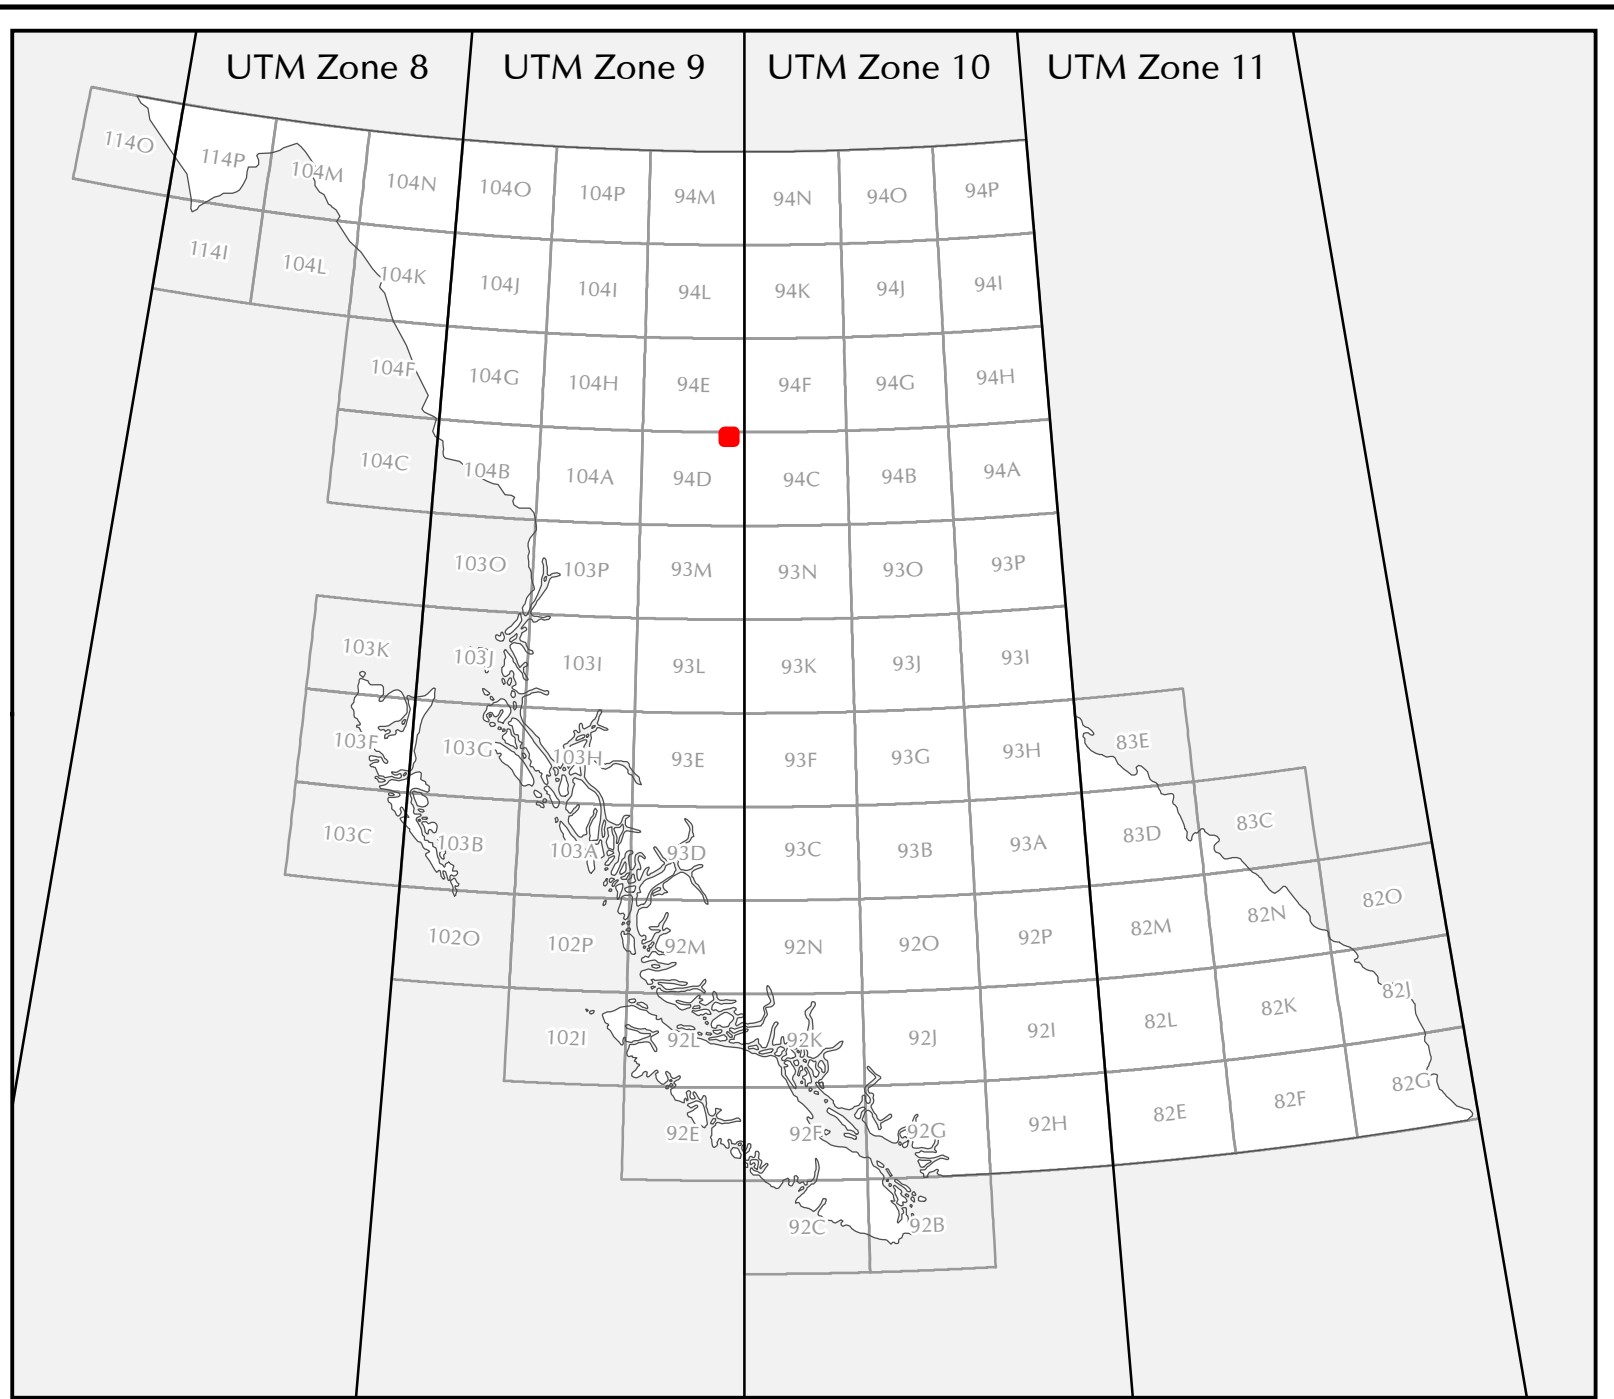 UTM Zone 8 UTM Zone 9 UTM Zone 10 UTM Zone 11
114O 114P 104M 104N 104O 104P 94M 94N 94O 94P
114I 104L 104K 104J 104I 94L 94K 94J 94I
104F 104G 104H 94E 94F 94G 94H
104C 104B 104A 94D 94C 94B 94A
103O 103P 93M 93N 93O 93P
103K 103J 103I 93L 93K 93J 93I
103F 103G 103H 93E 93F 93G 93H 83E
103C 103B 103A 93D 93C 93B 93A 83D 83C
102O 102P 92M 92N 92O 92P 82M 82N 82O
102I 92L 92K 92J 92I 82L 82K 82J
92E 92F 92G 92H 82E 82F 82G
92C 92B